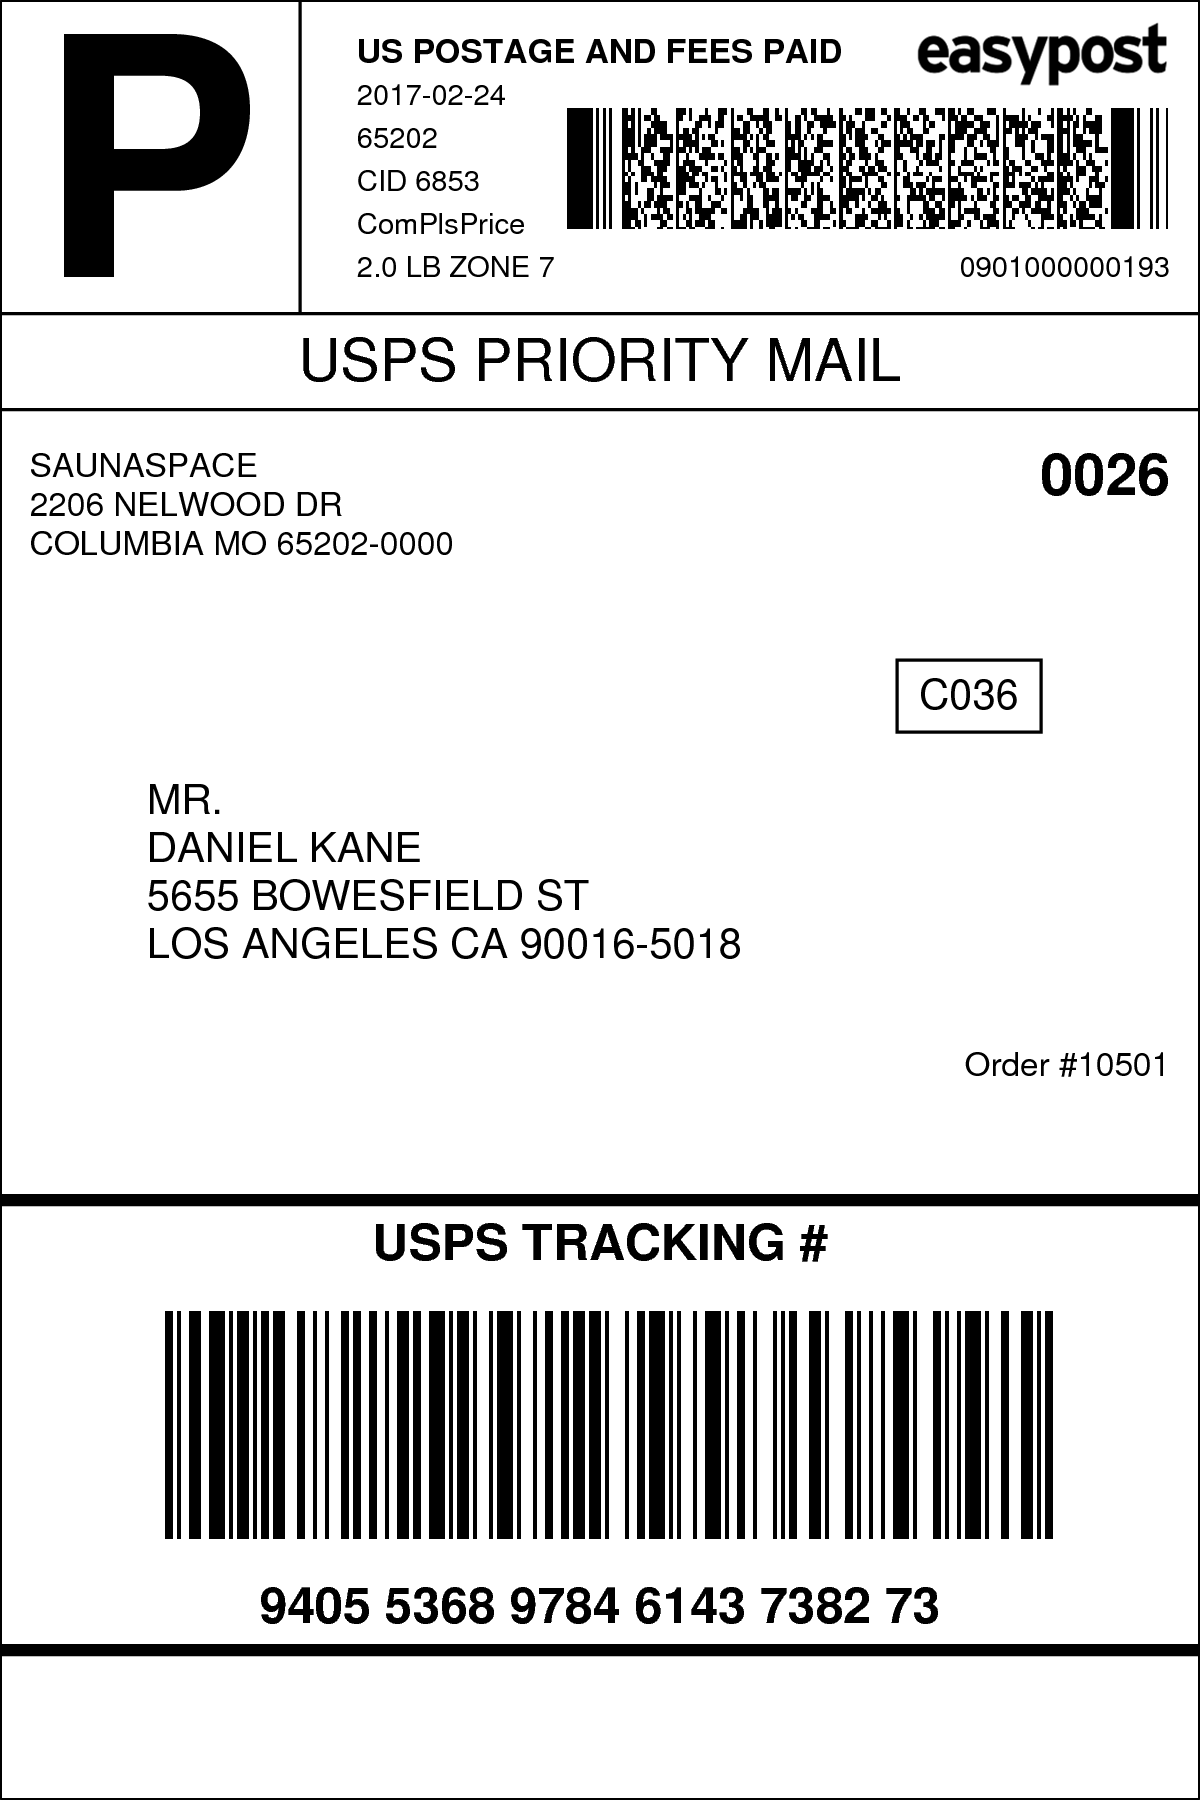 P
US POSTAGE AND FEES PAID
easypost
2017-02-24
65202
CID 6853
ComPlsPrice
2.0 LB ZONE 7
0901000000193
USPS PRIORITY MAIL
SAUNASPACE
2206 NELWOOD DR
COLUMBIA MO 65202-0000
0026
C036
MR.
DANIEL KANE
5655 BOWESFIELD ST
LOS ANGELES CA 90016-5018
Order #10501
USPS TRACKING #
9405 5368 9784 6143 7382 73